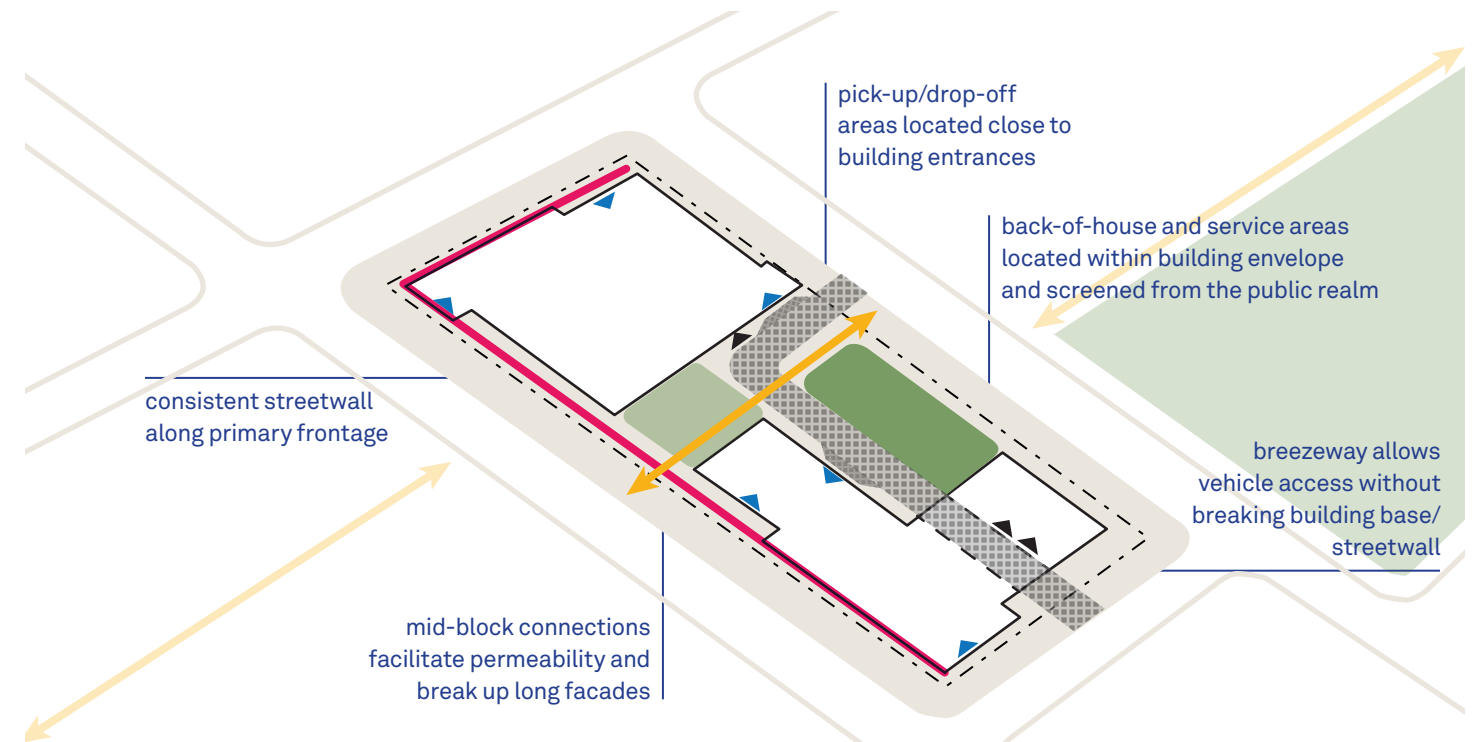 pick-up/drop-off
areas located close to
building entrances
back-of-house and service areas
located within building envelope
and screened from the public realm
consistent streetwall
along primary frontage
breezeway allows
vehicle access without
breaking building base/
streetwall
mid-block connections
facilitate permeability and
break up long facades